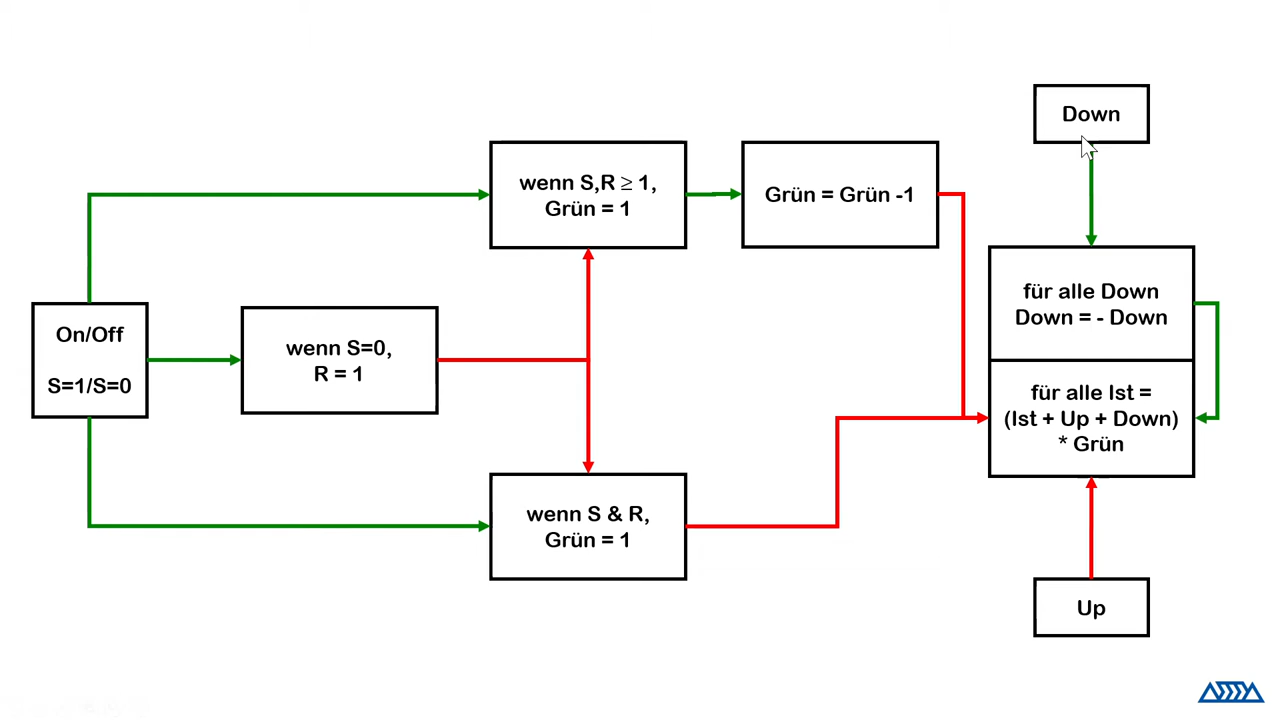 Down
wenn S,R ≥ 1,
Grün = 1
Grün = Grün -1
für alle Down
Down = - Down
On/Off
S=1/S=0
wenn S=0,
R = 1
für alle Ist =
(Ist + Up + Down)
* Grün
wenn S & R,
Grün = 1
Up